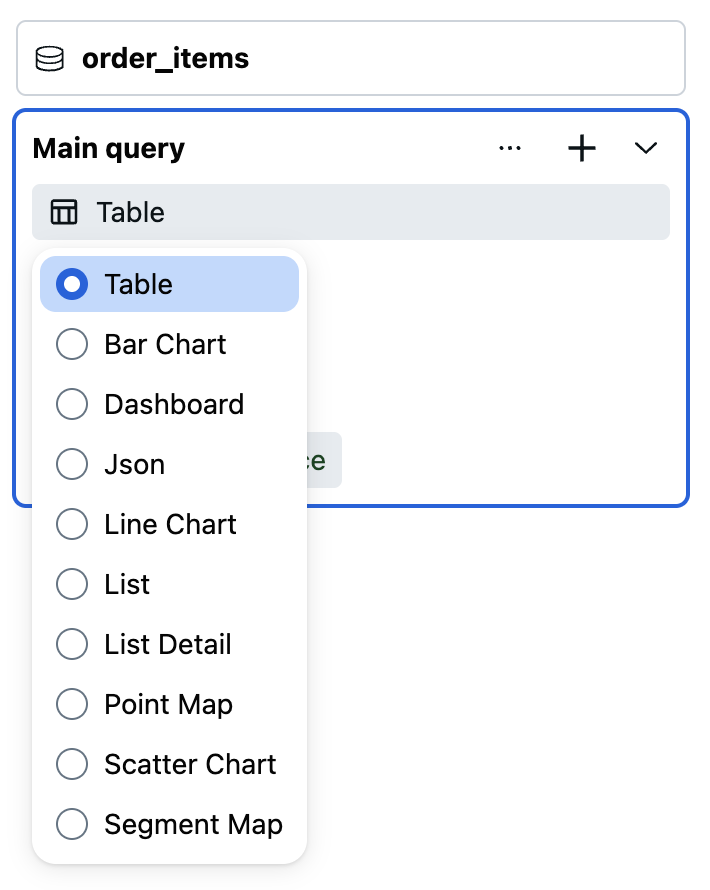 order_items
Main query
Table
Table
Bar Chart
Dashboard
Json
Line Chart
List
List Detail
Point Map
Scatter Chart
Segment Map